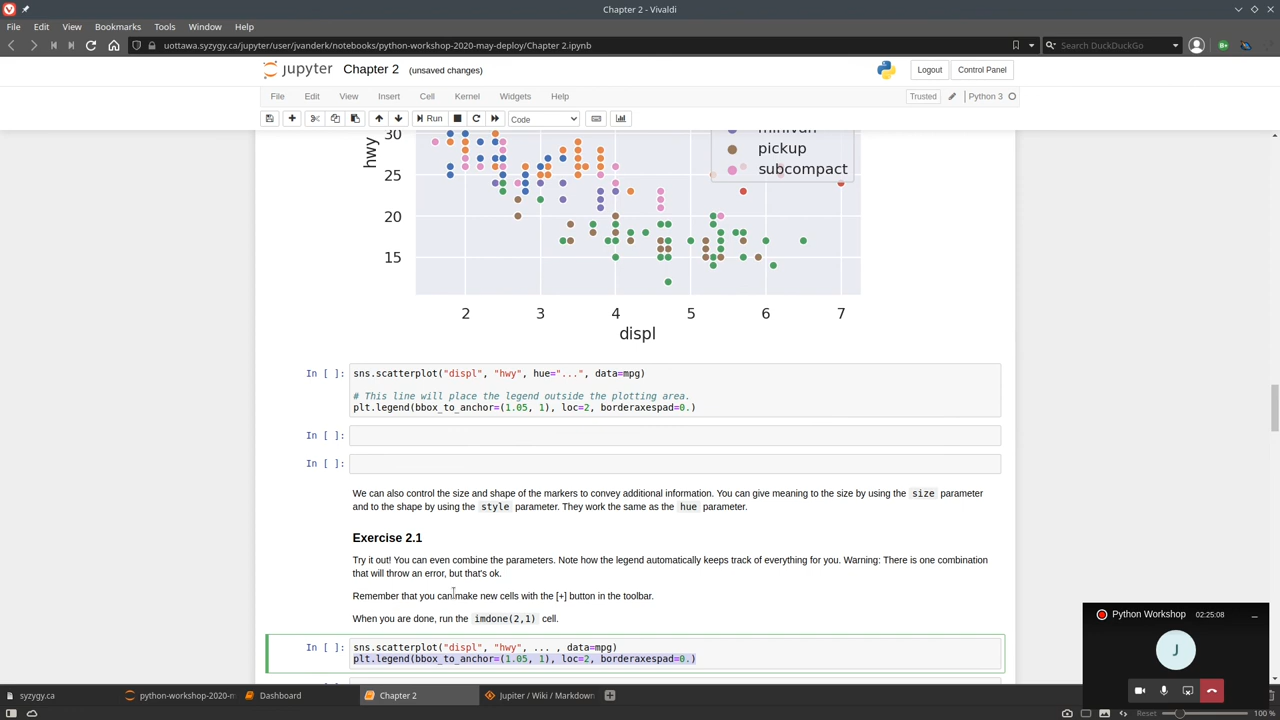 Chapter 2 - Vivaldi
File Edit View Bookmarks Tools Window Help
uottawa.syzygy.ca/jupyter/user/jvanderk/notebooks/python-workshop-2020-may-deploy/Chapter 2.ipynb
Search DuckDuckGo
jupyter Chapter 2 (unsaved changes)
Logout
Control Panel
File Edit View Insert Cell Kernel Widgets Help
Trusted
Python 3
Run
Code
minivan
pickup
subcompact
hwy
30
25
20
15
2 3 4 5 6 7
displ
In [ ]: sns.scatterplot("displ", "hwy", hue="...", data=mpg)
# This line will place the legend outside the plotting area.
plt.legend(bbox_to_anchor=(1.05, 1), loc=2, borderaxespad=0.)
In [ ]:
In [ ]:
We can also control the size and shape of the markers to convey additional information. You can give meaning to the size by using the size parameter
and to the shape by using the style parameter. They work the same as the hue parameter.
Exercise 2.1
Try it out! You can even combine the parameters. Note how the legend automatically keeps track of everything for you. Warning: There is one combination
that will throw an error, but that's ok.
Remember that you can make new cells with the [+] button in the toolbar.
When you are done, run the imdone(2,1) cell.
In [ ]: sns.scatterplot("displ", "hwy", ... , data=mpg)
plt.legend(bbox_to_anchor=(1.05, 1), loc=2, borderaxespad=0.)
Python Workshop 02:25:08
J
syzygy.ca
python-workshop-2020-m
Dashboard
Chapter 2
Jupiter / Wiki / Markdown
Reset
100 %